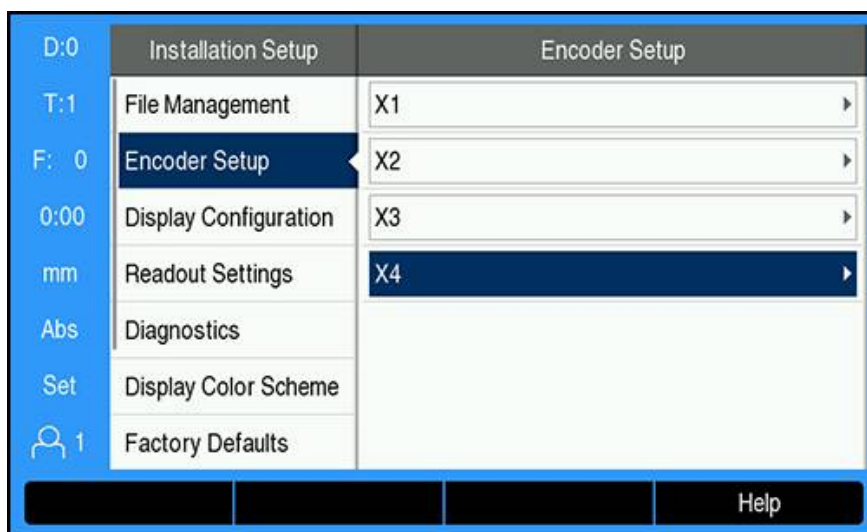 D:0 Installation Setup Encoder Setup
T:1 File Management X1
F: 0 Encoder Setup X2
0:00 Display Configuration X3
mm Readout Settings X4
Abs Diagnostics
Set Display Color Scheme
1 Factory Defaults
Help